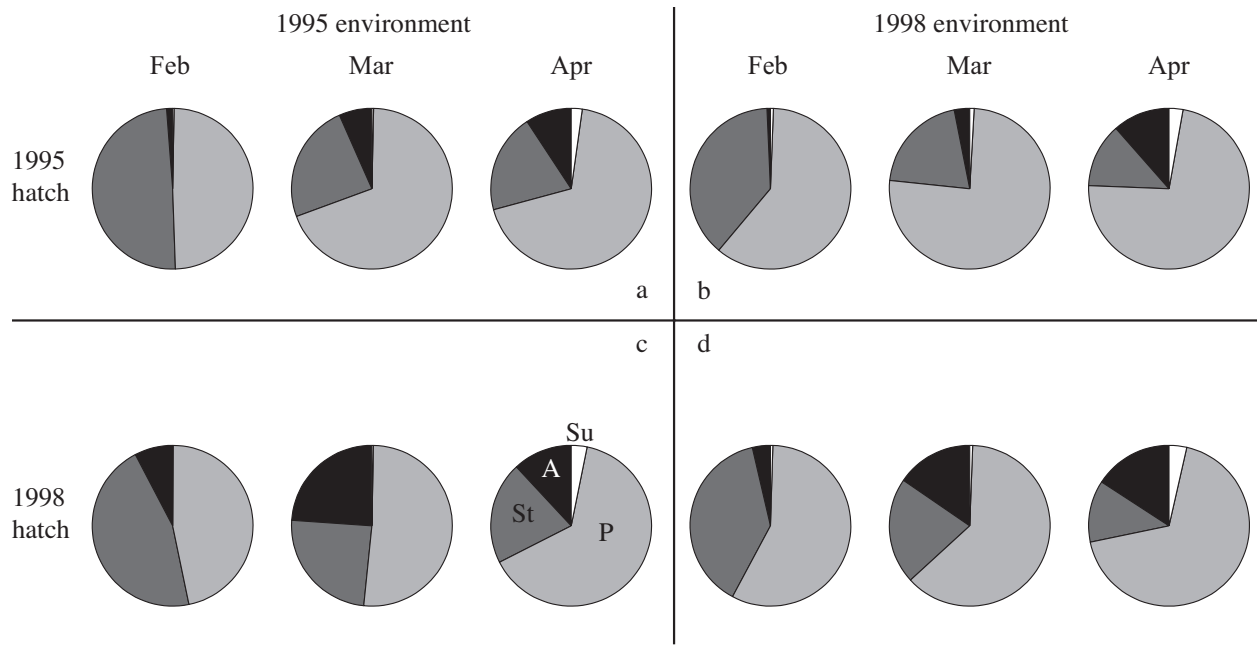 1995 environment
1998 environment
Feb
Mar
Apr
Feb
Mar
Apr
1995
hatch
a
b
c
d
1998
hatch
Su
A
St
P